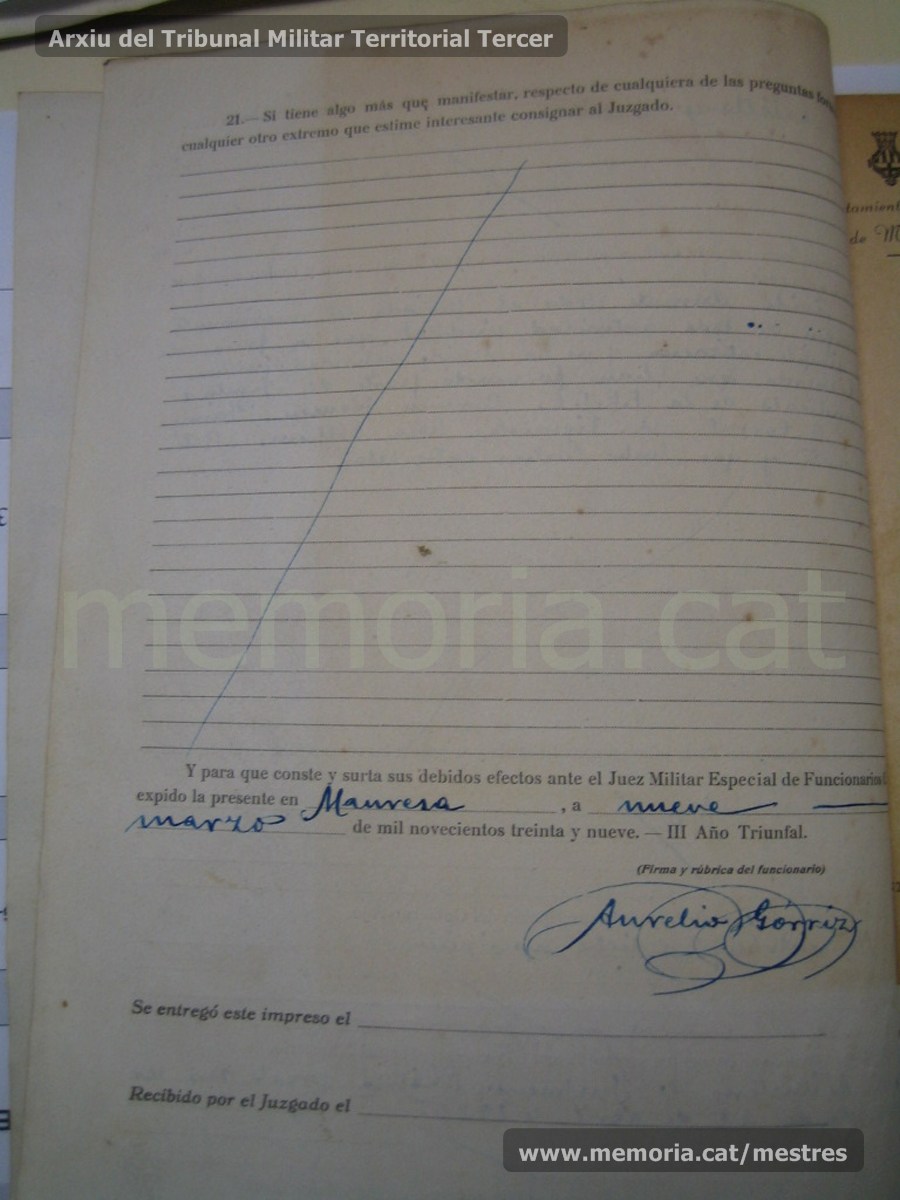 Arxiu del Tribunal Militar Territorial Tercer
21.— Si tiene algo más que manifestar, respecto de cualquiera de las preguntas
cualquier otro extremo que estime interesante consignar al Juzgado.
tamient
de M
memoria.cat
Y para que conste y surta sus debidos efectos ante el Juez Militar Especial de Funcionarios
expido la presente en Manresa, a nueve
marzo de mil novecientos treinta y nueve. — III Año Triunfal.
(Firma y rúbrica del funcionario)
Aurelio Górriz
Se entregó este impreso el
Recibido por el Juzgado el
www.memoria.cat/mestres